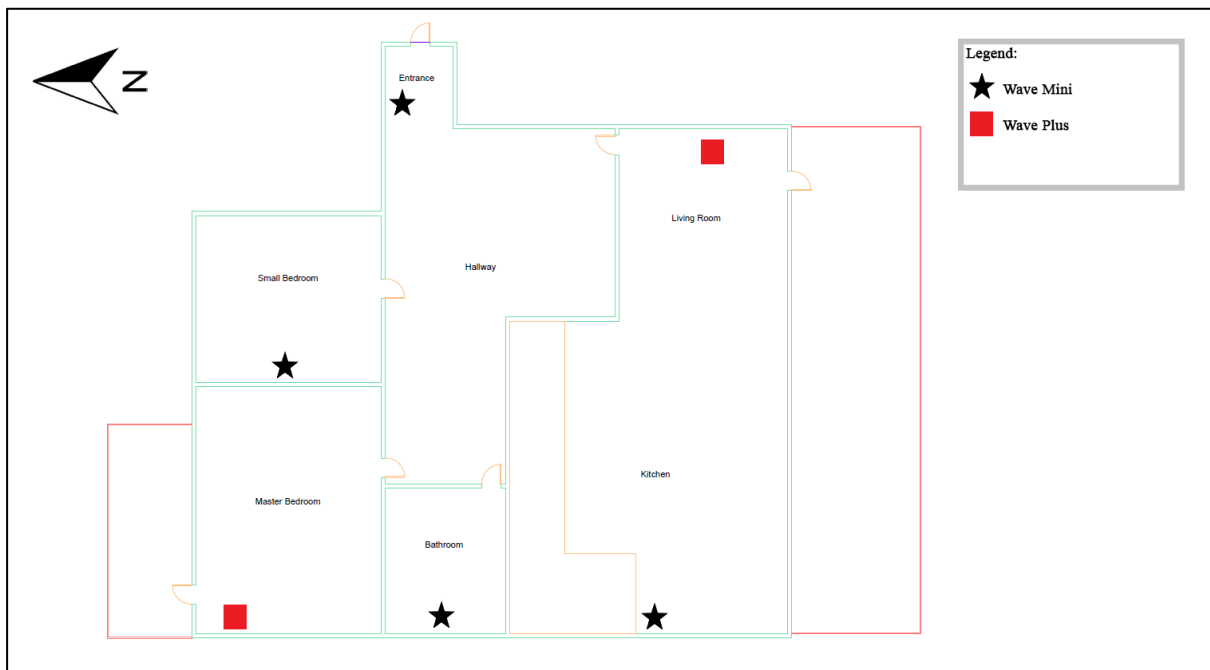 Entrance
N
Legend:
Wave Mini
Wave Plus
Living Room
Hallway
Small Bedroom
Kitchen
Master Bedroom
Bathroom